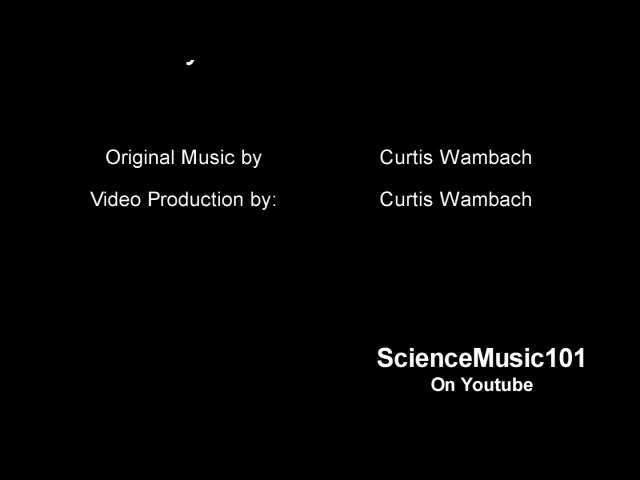 Original Music by Curtis Wambach
Video Production by: Curtis Wambach
ScienceMusic101
On Youtube